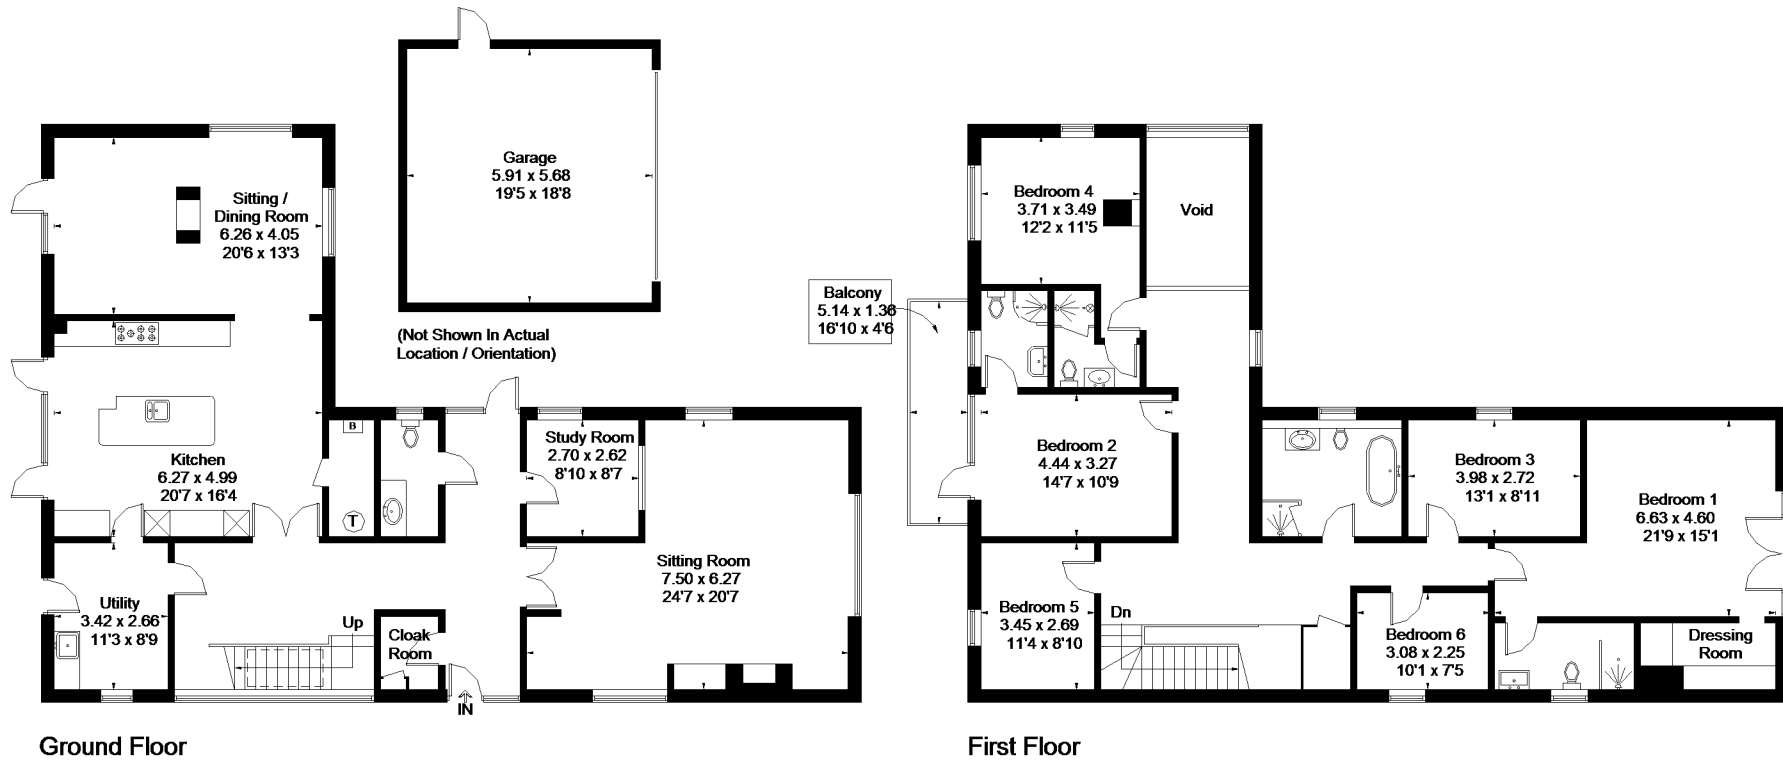 Garage
5.91 x 5.68
19'5 x 18'8
(Not Shown In Actual
Location / Orientation)
Sitting /
Dining Room
6.26 x 4.05
20'6 x 13'3
Kitchen
6.27 x 4.99
20'7 x 16'4
B
T
Study Room
2.70 x 2.62
8'10 x 8'7
Sitting Room
7.50 x 6.27
24'7 x 20'7
Utility
3.42 x 2.66
11'3 x 8'9
Up
Cloak
Room
IN
Ground Floor
Bedroom 4
3.71 x 3.49
12'2 x 11'5
Void
Balcony
5.14 x 1.36
16'10 x 4'6
Bedroom 2
4.44 x 3.27
14'7 x 10'9
Bedroom 3
3.98 x 2.72
13'1 x 8'11
Bedroom 1
6.63 x 4.60
21'9 x 15'1
Bedroom 5
3.45 x 2.69
11'4 x 8'10
Dn
Bedroom 6
3.08 x 2.25
10'1 x 7'5
Dressing
Room
First Floor